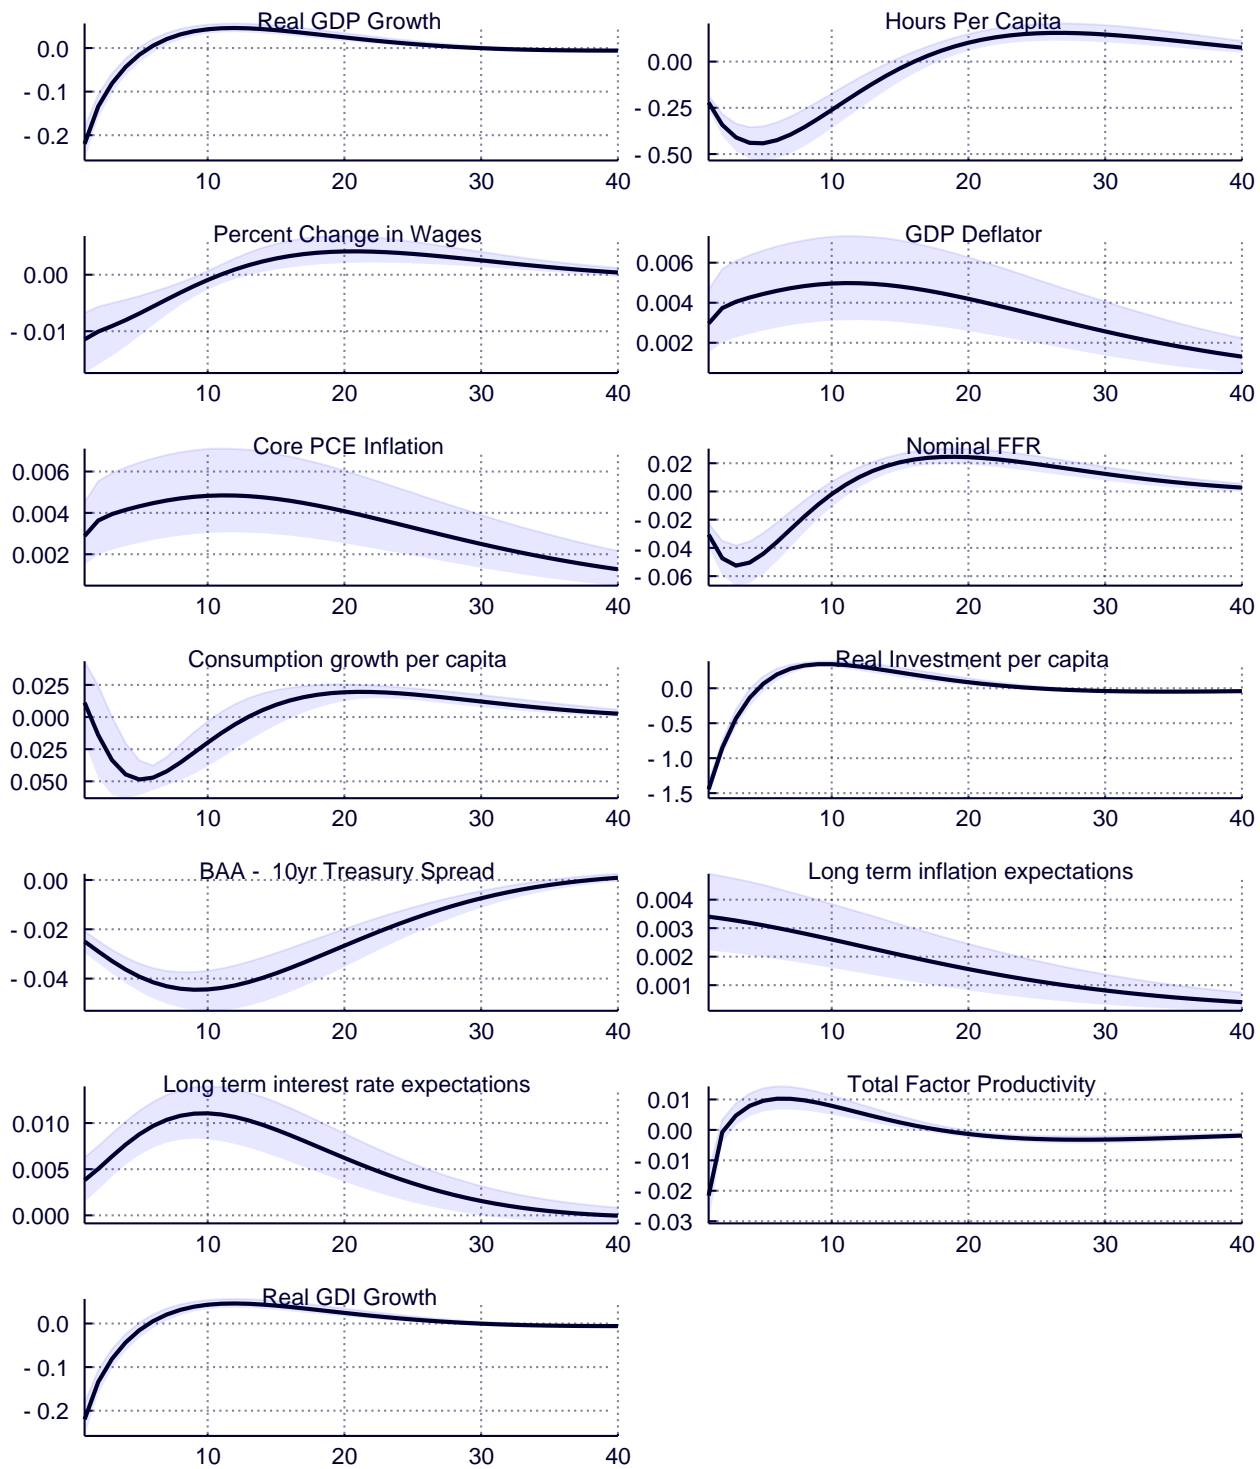 Real GDP Growth
0.0
- 0.1
- 0.2
10 20 30 40
Hours Per Capita
0.00
- 0.25
- 0.50
10 20 30 40
Percent Change in Wages
0.00
- 0.01
10 20 30 40
GDP Deflator
0.006
0.004
0.002
10 20 30 40
Core PCE Inflation
0.006
0.004
0.002
10 20 30 40
Nominal FFR
0.02
0.00
- 0.02
- 0.04
- 0.06
10 20 30 40
Consumption growth per capita
0.025
0.000
0.025
0.050
10 20 30 40
Real Investment per capita
0.0
- 0.5
- 1.0
- 1.5
10 20 30 40
BAA - 10yr Treasury Spread
0.00
- 0.02
- 0.04
10 20 30 40
Long term inflation expectations
0.004
0.003
0.002
0.001
10 20 30 40
Long term interest rate expectations
0.010
0.005
0.000
10 20 30 40
Total Factor Productivity
0.01
0.00
- 0.01
- 0.02
- 0.03
10 20 30 40
Real GDI Growth
0.0
- 0.1
- 0.2
10 20 30 40